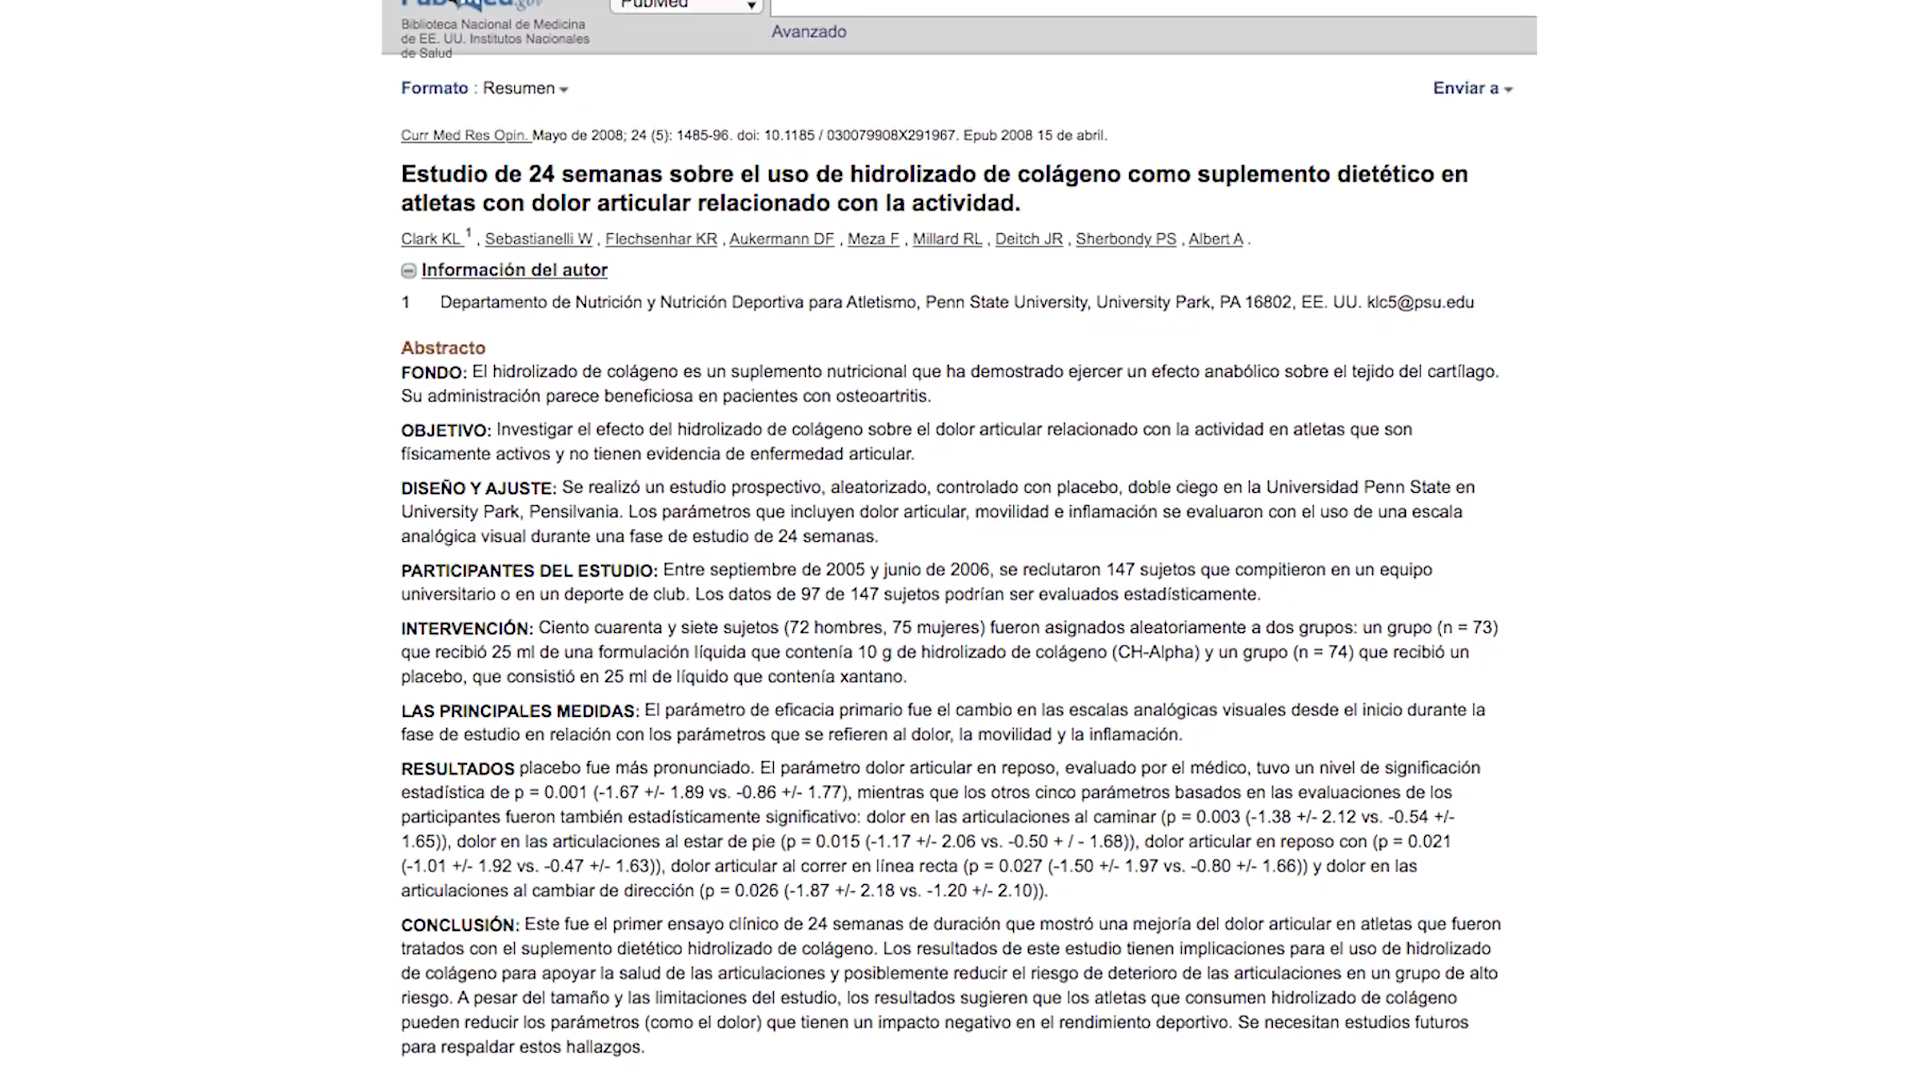 PubMed.gov PubMed
Biblioteca Nacional de Medicina
de EE. UU. Institutos Nacionales
de Salud
Avanzado
Formato : Resumen
Enviar a
Curr Med Res Opin. Mayo de 2008; 24 (5): 1485-96. doi: 10.1185 / 030079908X291967. Epub 2008 15 de abril.
Estudio de 24 semanas sobre el uso de hidrolizado de colágeno como suplemento dietético en
atletas con dolor articular relacionado con la actividad.
Clark KL 1 , Sebastianelli W , Flechsenhar KR , Aukermann DF , Meza F , Millard RL , Deitch JR , Sherbondy PS , Albert A .
Información del autor
1 Departamento de Nutrición y Nutrición Deportiva para Atletismo, Penn State University, University Park, PA 16802, EE. UU. klc5@psu.edu
Abstracto
FONDO: El hidrolizado de colágeno es un suplemento nutricional que ha demostrado ejercer un efecto anabólico sobre el tejido del cartílago.
Su administración parece beneficiosa en pacientes con osteoartritis.
OBJETIVO: Investigar el efecto del hidrolizado de colágeno sobre el dolor articular relacionado con la actividad en atletas que son
físicamente activos y no tienen evidencia de enfermedad articular.
DISEÑO Y AJUSTE: Se realizó un estudio prospectivo, aleatorizado, controlado con placebo, doble ciego en la Universidad Penn State en
University Park, Pensilvania. Los parámetros que incluyen dolor articular, movilidad e inflamación se evaluaron con el uso de una escala
analógica visual durante una fase de estudio de 24 semanas.
PARTICIPANTES DEL ESTUDIO: Entre septiembre de 2005 y junio de 2006, se reclutaron 147 sujetos que compitieron en un equipo
universitario o en un deporte de club. Los datos de 97 de 147 sujetos podrían ser evaluados estadísticamente.
INTERVENCIÓN: Ciento cuarenta y siete sujetos (72 hombres, 75 mujeres) fueron asignados aleatoriamente a dos grupos: un grupo (n = 73)
que recibió 25 ml de una formulación líquida que contenía 10 g de hidrolizado de colágeno (CH-Alpha) y un grupo (n = 74) que recibió un
placebo, que consistió en 25 ml de líquido que contenía xantano.
LAS PRINCIPALES MEDIDAS: El parámetro de eficacia primario fue el cambio en las escalas analógicas visuales desde el inicio durante la
fase de estudio en relación con los parámetros que se refieren al dolor, la movilidad y la inflamación.
RESULTADOS placebo fue más pronunciado. El parámetro dolor articular en reposo, evaluado por el médico, tuvo un nivel de significación
estadística de p = 0.001 (-1.67 +/- 1.89 vs. -0.86 +/- 1.77), mientras que los otros cinco parámetros basados en las evaluaciones de los
participantes fueron también estadísticamente significativo: dolor en las articulaciones al caminar (p = 0.003 (-1.38 +/- 2.12 vs. -0.54 +/-
1.65)), dolor en las articulaciones al estar de pie (p = 0.015 (-1.17 +/- 2.06 vs. -0.50 + / - 1.68)), dolor articular en reposo con (p = 0.021
(-1.01 +/- 1.92 vs. -0.47 +/- 1.63)), dolor articular al correr en línea recta (p = 0.027 (-1.50 +/- 1.97 vs. -0.80 +/- 1.66)) y dolor en las
articulaciones al cambiar de dirección (p = 0.026 (-1.87 +/- 2.18 vs. -1.20 +/- 2.10)).
CONCLUSIÓN: Este fue el primer ensayo clínico de 24 semanas de duración que mostró una mejoría del dolor articular en atletas que fueron
tratados con el suplemento dietético hidrolizado de colágeno. Los resultados de este estudio tienen implicaciones para el uso de hidrolizado
de colágeno para apoyar la salud de las articulaciones y posiblemente reducir el riesgo de deterioro de las articulaciones en un grupo de alto
riesgo. A pesar del tamaño y las limitaciones del estudio, los resultados sugieren que los atletas que consumen hidrolizado de colágeno
pueden reducir los parámetros (como el dolor) que tienen un impacto negativo en el rendimiento deportivo. Se necesitan estudios futuros
para respaldar estos hallazgos.